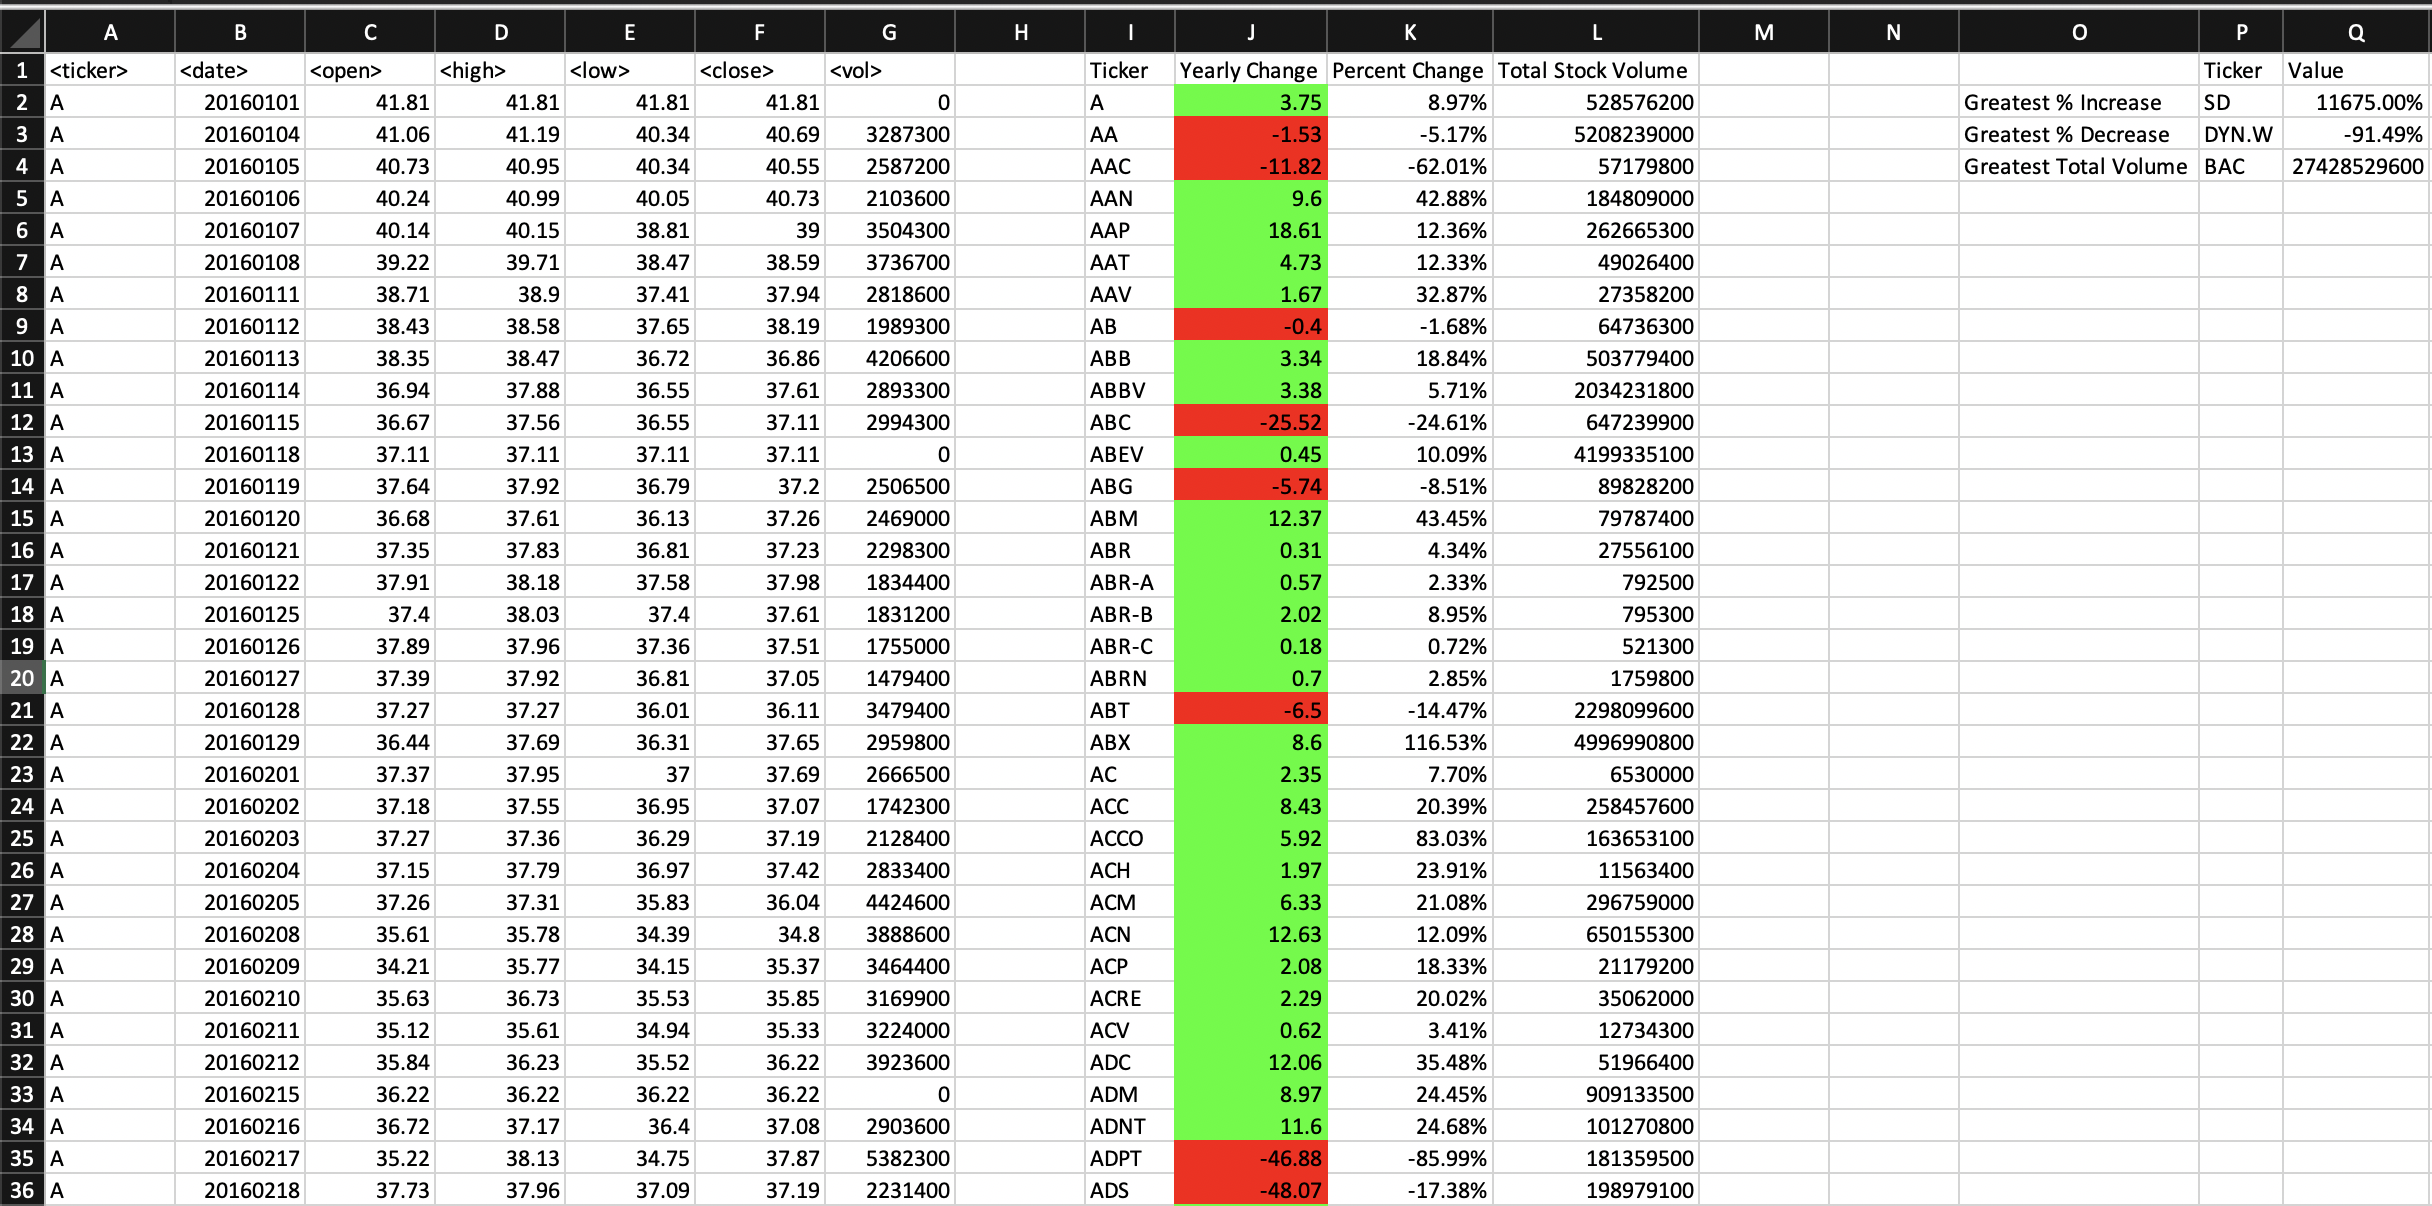 A B C D E F G H I J K L M N O P Q
1 <ticker> <date> <open> <high> <low> <close> <vol> Ticker Yearly Change Percent Change Total Stock Volume Ticker Value
2 A 20160101 41.81 41.81 41.81 41.81 0 A 3.75 8.97% 528576200 Greatest % Increase SD 11675.00%
3 A 20160104 41.06 41.19 40.34 40.69 3287300 AA -1.53 -5.17% 5208239000 Greatest % Decrease DYN.W -91.49%
4 A 20160105 40.73 40.95 40.34 40.55 2587200 AAC -11.82 -62.01% 57179800 Greatest Total Volume BAC 27428529600
5 A 20160106 40.24 40.99 40.05 40.73 2103600 AAN 9.6 42.88% 184809000
6 A 20160107 40.14 40.15 38.81 39 3504300 AAP 18.61 12.36% 262665300
7 A 20160108 39.22 39.71 38.47 38.59 3736700 AAT 4.73 12.33% 49026400
8 A 20160111 38.71 38.9 37.41 37.94 2818600 AAV 1.67 32.87% 27358200
9 A 20160112 38.43 38.58 37.65 38.19 1989300 AB -0.4 -1.68% 64736300
10 A 20160113 38.35 38.47 36.72 36.86 4206600 ABB 3.34 18.84% 503779400
11 A 20160114 36.94 37.88 36.55 37.61 2893300 ABBV 3.38 5.71% 2034231800
12 A 20160115 36.67 37.56 36.55 37.11 2994300 ABC -25.52 -24.61% 647239900
13 A 20160118 37.11 37.11 37.11 37.11 0 ABEV 0.45 10.09% 4199335100
14 A 20160119 37.64 37.92 36.79 37.2 2506500 ABG -5.74 -8.51% 89828200
15 A 20160120 36.68 37.61 36.13 37.26 2469000 ABM 12.37 43.45% 79787400
16 A 20160121 37.35 37.83 36.81 37.23 2298300 ABR 0.31 4.34% 27556100
17 A 20160122 37.91 38.18 37.58 37.98 1834400 ABR-A 0.57 2.33% 792500
18 A 20160125 37.4 38.03 37.4 37.61 1831200 ABR-B 2.02 8.95% 795300
19 A 20160126 37.89 37.96 37.36 37.51 1755000 ABR-C 0.18 0.72% 521300
20 A 20160127 37.39 37.92 36.81 37.05 1479400 ABRN 0.7 2.85% 1759800
21 A 20160128 37.27 37.27 36.01 36.11 3479400 ABT -6.5 -14.47% 2298099600
22 A 20160129 36.44 37.69 36.31 37.65 2959800 ABX 8.6 116.53% 4996990800
23 A 20160201 37.37 37.95 37 37.69 2666500 AC 2.35 7.70% 6530000
24 A 20160202 37.18 37.55 36.95 37.07 1742300 ACC 8.43 20.39% 258457600
25 A 20160203 37.27 37.36 36.29 37.19 2128400 ACCO 5.92 83.03% 163653100
26 A 20160204 37.15 37.79 36.97 37.42 2833400 ACH 1.97 23.91% 11563400
27 A 20160205 37.26 37.31 35.83 36.04 4424600 ACM 6.33 21.08% 296759000
28 A 20160208 35.61 35.78 34.39 34.8 3888600 ACN 12.63 12.09% 650155300
29 A 20160209 34.21 35.77 34.15 35.37 3464400 ACP 2.08 18.33% 21179200
30 A 20160210 35.63 36.73 35.53 35.85 3169900 ACRE 2.29 20.02% 35062000
31 A 20160211 35.12 35.61 34.94 35.33 3224000 ACV 0.62 3.41% 12734300
32 A 20160212 35.84 36.23 35.52 36.22 3923600 ADC 12.06 35.48% 51966400
33 A 20160215 36.22 36.22 36.22 36.22 0 ADM 8.97 24.45% 909133500
34 A 20160216 36.72 37.17 36.4 37.08 2903600 ADNT 11.6 24.68% 101270800
35 A 20160217 35.22 38.13 34.75 37.87 5382300 ADPT -46.88 -85.99% 181359500
36 A 20160218 37.73 37.96 37.09 37.19 2231400 ADS -48.07 -17.38% 198979100